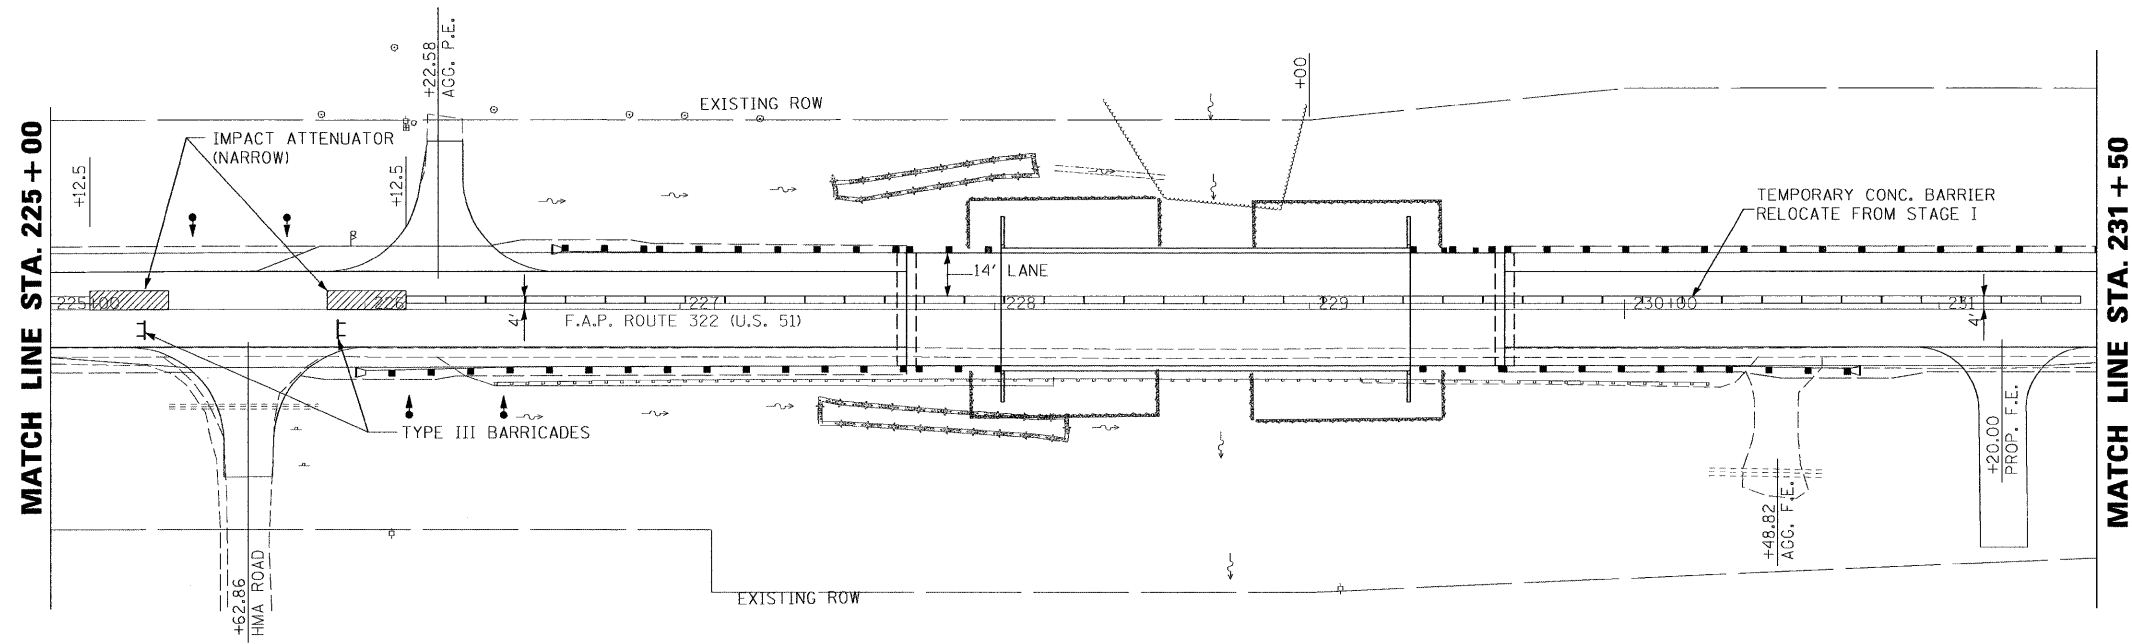 MATCH LINE STA. 225+00
+22.58
AGG. P.E.
EXISTING ROW
+00
IMPACT ATTENUATOR
(NARROW)
+12.5
+12.5
TEMPORARY CONC. BARRIER
RELOCATE FROM STAGE I
14' LANE
225+00
226
227
228
229
230+00
231
4'
F.A.P. ROUTE 322 (U.S. 51)
4'
TYPE III BARRICADES
+62.86
HMA ROAD
EXISTING ROW
+48.82
AGG. F.E.
+20.00
PROP. F.E.
MATCH LINE STA. 231+50